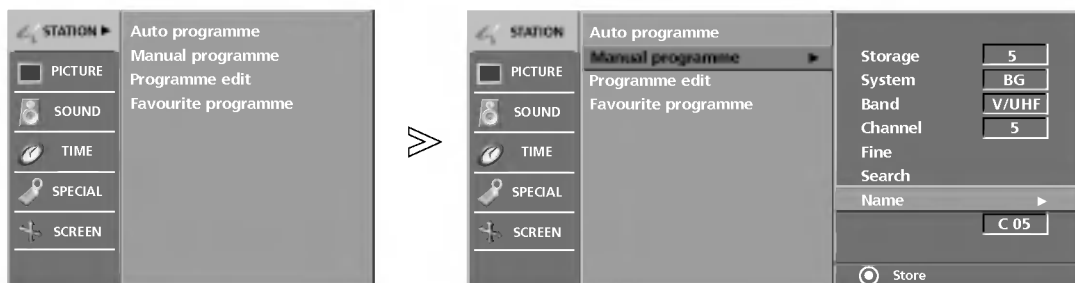 STATION
PICTURE
SOUND
TIME
SPECIAL
SCREEN
Auto programme
Manual programme
Programme edit
Favourite programme
STATION
PICTURE
SOUND
TIME
SPECIAL
SCREEN
Auto programme
Manual programme
Programme edit
Favourite programme
Storage 5
System BG
Band V/UHF
Channel 5
Fine
Search
Name
C 05
Store